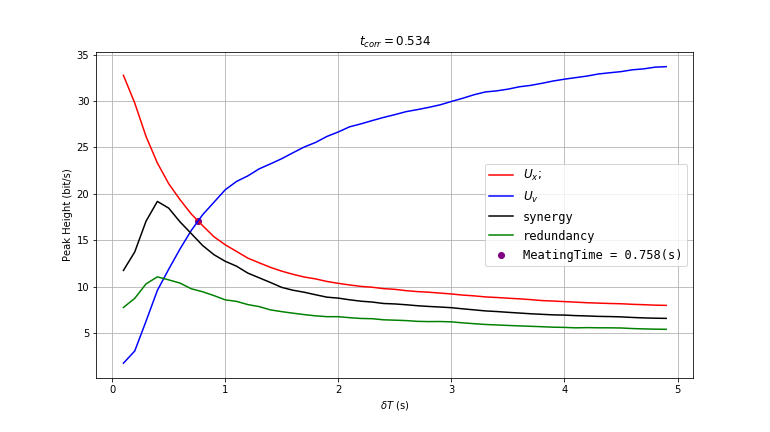 t_corr = 0.534
35
30
25
20
15
10
5
Peak Height (bit/s)
U_x;
U_v
synergy
redundancy
MeatingTime = 0.758(s)
0 1 2 3 4 5
δT (s)